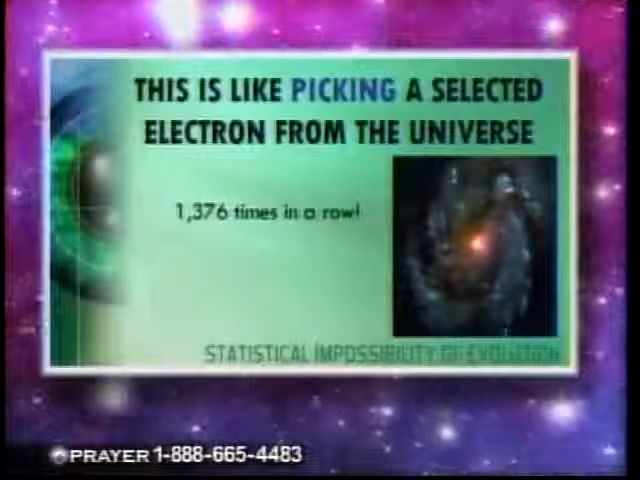 THIS IS LIKE PICKING A SELECTED
ELECTRON FROM THE UNIVERSE
1,376 times in a row!
STATISTICAL IMPOSSIBILITY OF EVOLUTION
PRAYER 1-888-665-4483